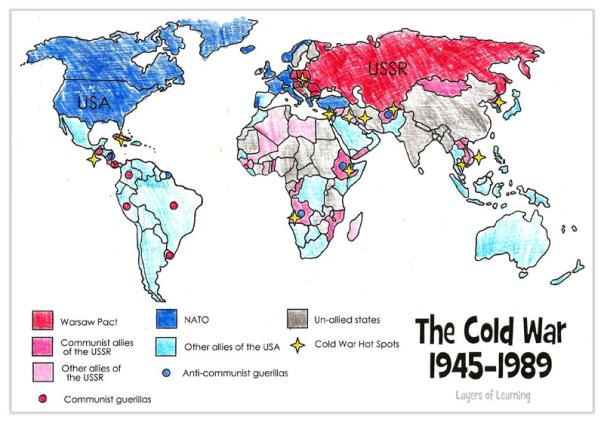 USA
USSR
Warsaw Pact
Communist allies
of the USSR
Other allies of
the USSR
Communist guerillas
NATO
Other allies of the USA
Anti-communist guerillas
Un-allied states
Cold War Hot Spots
The Cold War
1945-1989
Layers of Learning